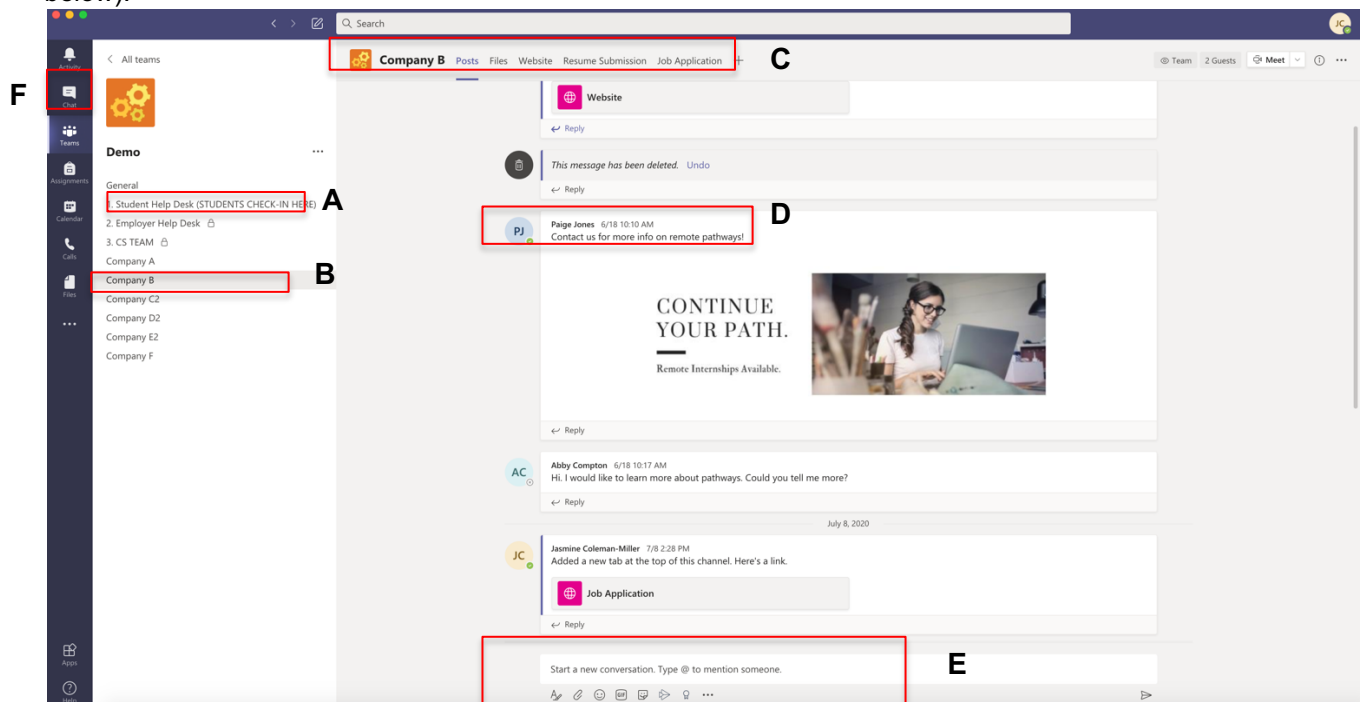 below).
Search
JC
Activity
Chat
Teams
Assignments
Calendar
Calls
Files
Apps
Help
F
All teams
Demo
General
1. Student Help Desk (STUDENTS CHECK-IN HERE)
2. Employer Help Desk
3. CS TEAM
Company A
Company B
Company C2
Company D2
Company E2
Company F
A
B
Company B Posts Files Website Resume Submission Job Application +
C
Team 2 Guests Meet
Website
Reply
This message has been deleted. Undo
Reply
PJ
Paige Jones 6/18 10:10 AM
Contact us for more info on remote pathways!
D
CONTINUE
YOUR PATH.
Remote Internships Available.
Reply
AC
Abby Compton 6/18 10:17 AM
Hi. I would like to learn more about pathways. Could you tell me more?
Reply
July 8, 2020
JC
Jasmine Coleman-Miller 7/8 2:28 PM
Added a new tab at the top of this channel. Here's a link.
Job Application
Reply
Start a new conversation. Type @ to mention someone.
GIF
E